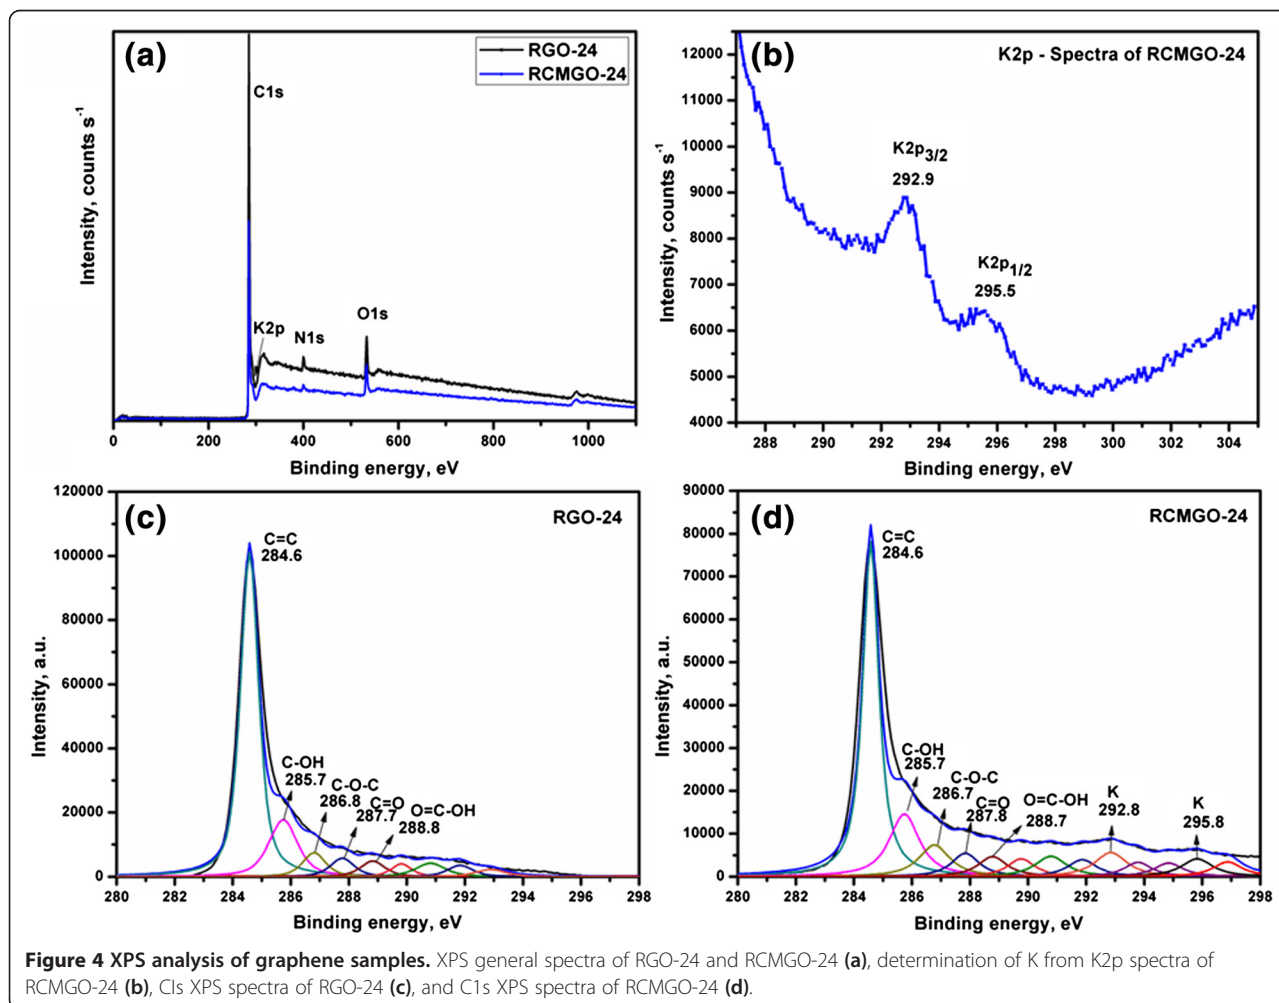 (a)
RGO-24
RCMGO-24
C1s
K2p
N1s
O1s
Intensity, counts s⁻¹
0 200 400 600 800 1000
Binding energy, eV
(b)
K2p - Spectra of RCMGO-24
12000
11000
10000
9000
8000
7000
6000
5000
4000
K2p3/2
292.9
K2p1/2
295.5
Intensity, counts s⁻¹
288 290 292 294 296 298 300 302 304
Binding energy, eV
(c)
RGO-24
120000
100000
80000
60000
40000
20000
0
C=C
284.6
C-OH
285.7
C-O-C
286.8
C=O
287.7
O=C-OH
288.8
Intensity, a.u.
280 282 284 286 288 290 292 294 296 298
Binding energy, eV
(d)
RCMGO-24
90000
80000
70000
60000
50000
40000
30000
20000
10000
0
C=C
284.6
C-OH
285.7
C-O-C
286.7
C=O
287.8
O=C-OH
288.7
K
292.8
K
295.8
Intensity, a.u.
280 282 284 286 288 290 292 294 296 298
Binding energy, eV
Figure 4 XPS analysis of graphene samples. XPS general spectra of RGO-24 and RCMGO-24 (a), determination of K from K2p spectra of
RCMGO-24 (b), CIs XPS spectra of RGO-24 (c), and C1s XPS spectra of RCMGO-24 (d).